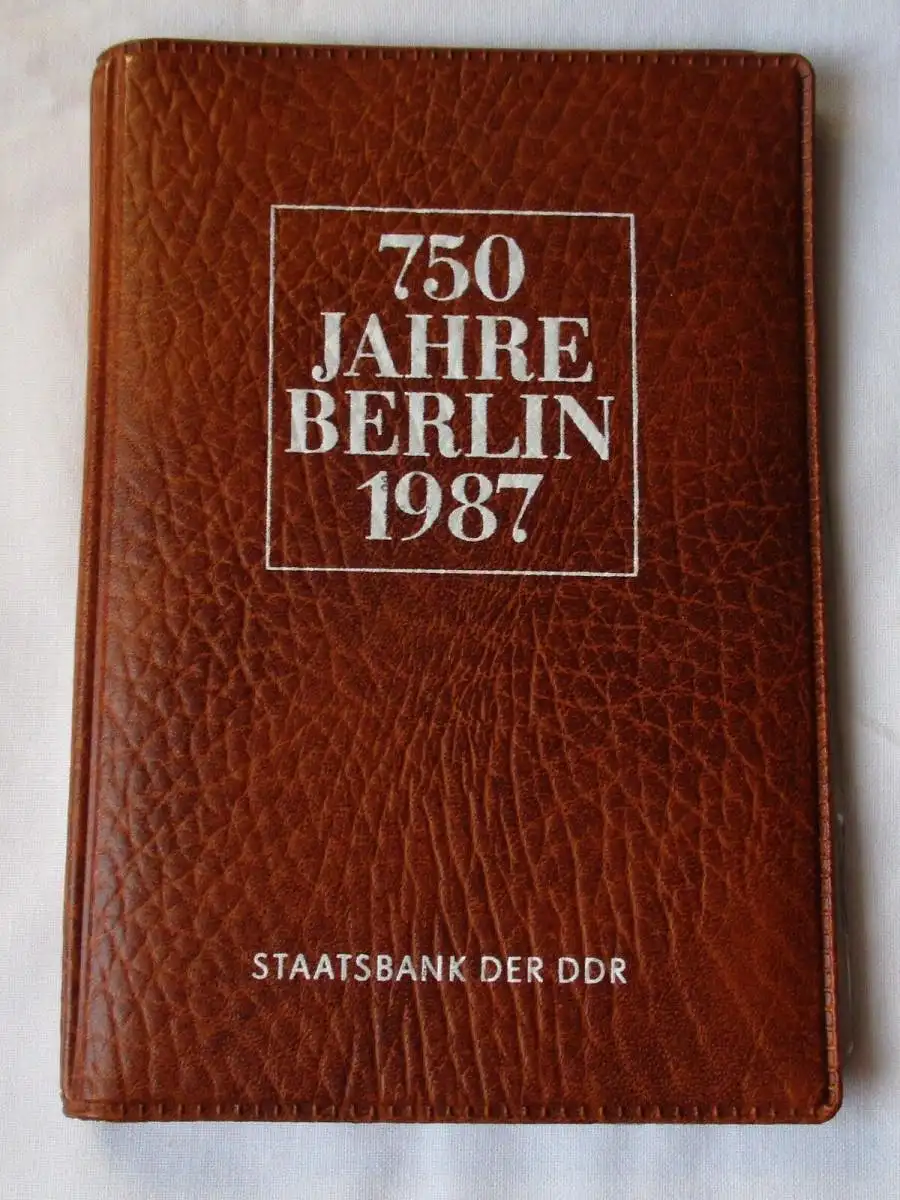 750
JAHRE
BERLIN
1987
STAATSBANK DER DDR